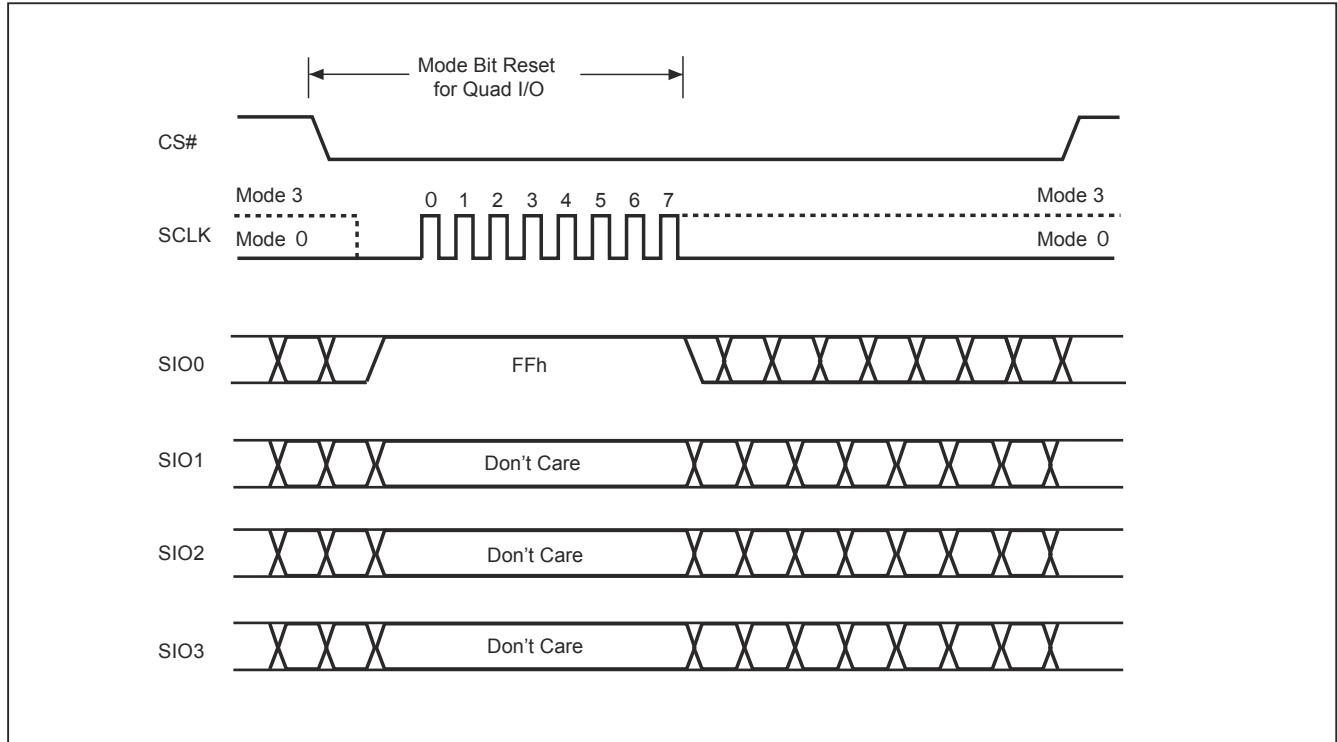 Mode Bit Reset
for Quad I/O
CS#
Mode 3
0 1 2 3 4 5 6 7
Mode 3
SCLK
Mode 0
Mode 0
SIO0
FFh
SIO1
Don't Care
SIO2
Don't Care
SIO3
Don't Care